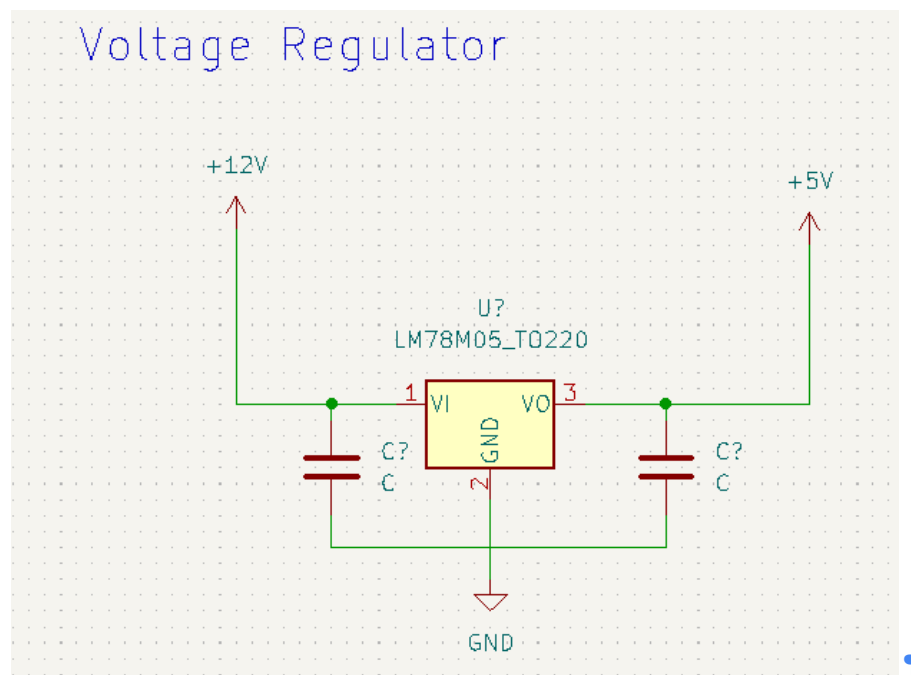 Voltage Regulator
+12V
+5V
U?
LM78M05_TO220
1
VI
VO
3
GND
2
C?
C
C?
C
GND